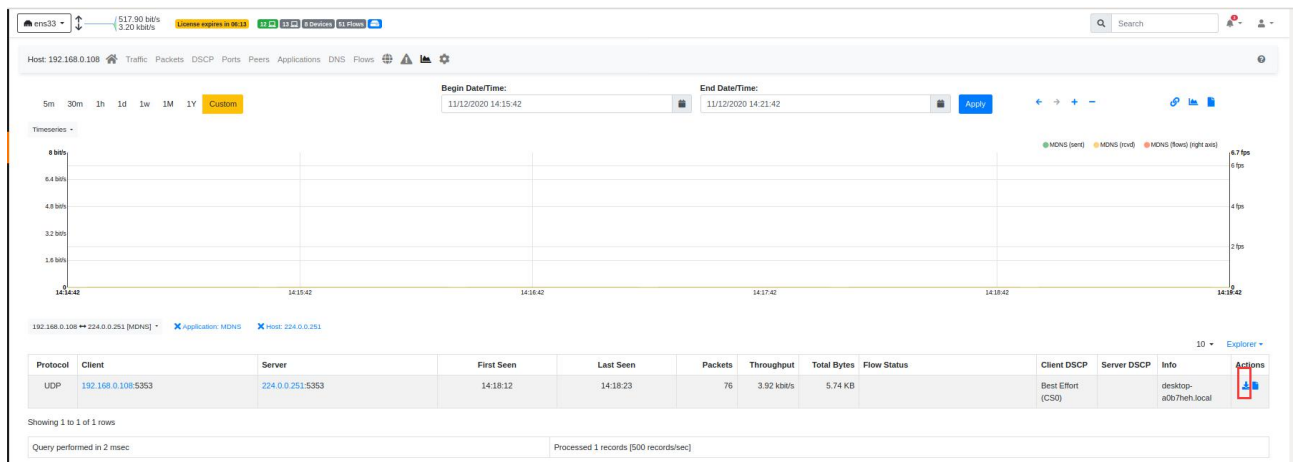 ens33
517.90 bit/s
3.20 kbit/s
License expires in 06:13
12 13 8 Devices 51 Flows
Search
Host: 192.168.0.108 Traffic Packets DSCP Ports Peers Applications DNS Flows
Begin Date/Time: End Date/Time:
5m 30m 1h 1d 1w 1M 1Y Custom 11/12/2020 14:15:42 11/12/2020 14:21:42 Apply
Timeseries
MDNS (sent) MDNS (rcvd) MDNS (flows) (right axis)
8 bit/s 6.7 fps
6 fps
6.4 bit/s
4.8 bit/s 4 fps
3.2 bit/s
2 fps
1.6 bit/s
0 0
14:14:42 14:15:42 14:16:42 14:17:42 14:18:42 14:19:42
192.168.0.108 ↔ 224.0.0.251 [MDNS] Application: MDNS Host: 224.0.0.251
10 Explorer
Protocol Client Server First Seen Last Seen Packets Throughput Total Bytes Flow Status Client DSCP Server DSCP Info Actions
UDP 192.168.0.108:5353 224.0.0.251:5353 14:18:12 14:18:23 76 3.92 kbit/s 5.74 KB Best Effort desktop-
(CS0) a0b7heh.local
Showing 1 to 1 of 1 rows
Query performed in 2 msec Processed 1 records [500 records/sec]